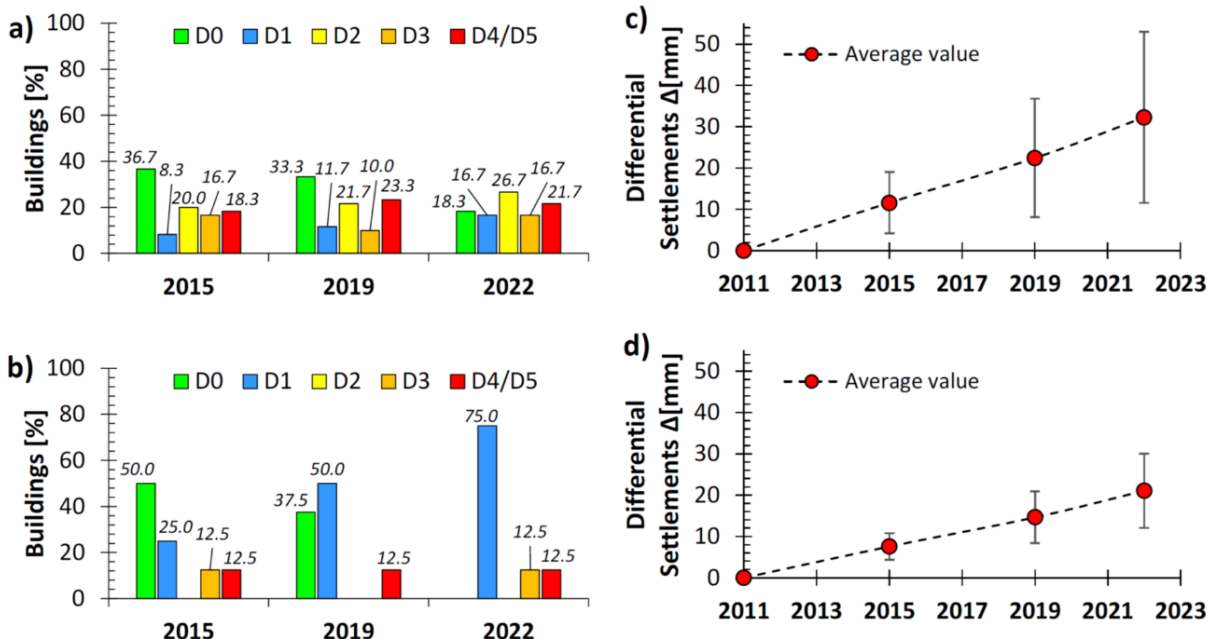 a)
100
80
60
40
20
0
Buildings [%]
D0 D1 D2 D3 D4/D5
36.7
8.3
20.0
16.7
18.3
33.3
11.7
21.7
10.0
23.3
18.3
16.7
26.7
16.7
21.7
2015 2019 2022
c)
50
40
30
20
10
0
Differential
Settlements Δ[mm]
Average value
2011 2013 2015 2017 2019 2021 2023
b)
100
80
60
40
20
0
Buildings [%]
D0 D1 D2 D3 D4/D5
50.0
25.0
12.5
12.5
37.5
50.0
12.5
75.0
12.5
12.5
2015 2019 2022
d)
50
40
30
20
10
0
Differential
Settlements Δ[mm]
Average value
2011 2013 2015 2017 2019 2021 2023